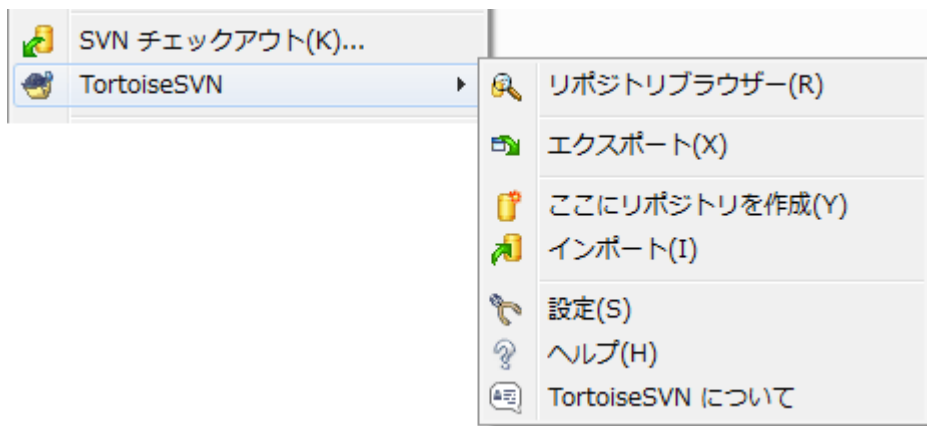 SVN チェックアウト(K)...
TortoiseSVN
リポジトリブラウザー(R)
エクスポート(X)
ここにリポジトリを作成(Y)
インポート(I)
設定(S)
ヘルプ(H)
TortoiseSVN について